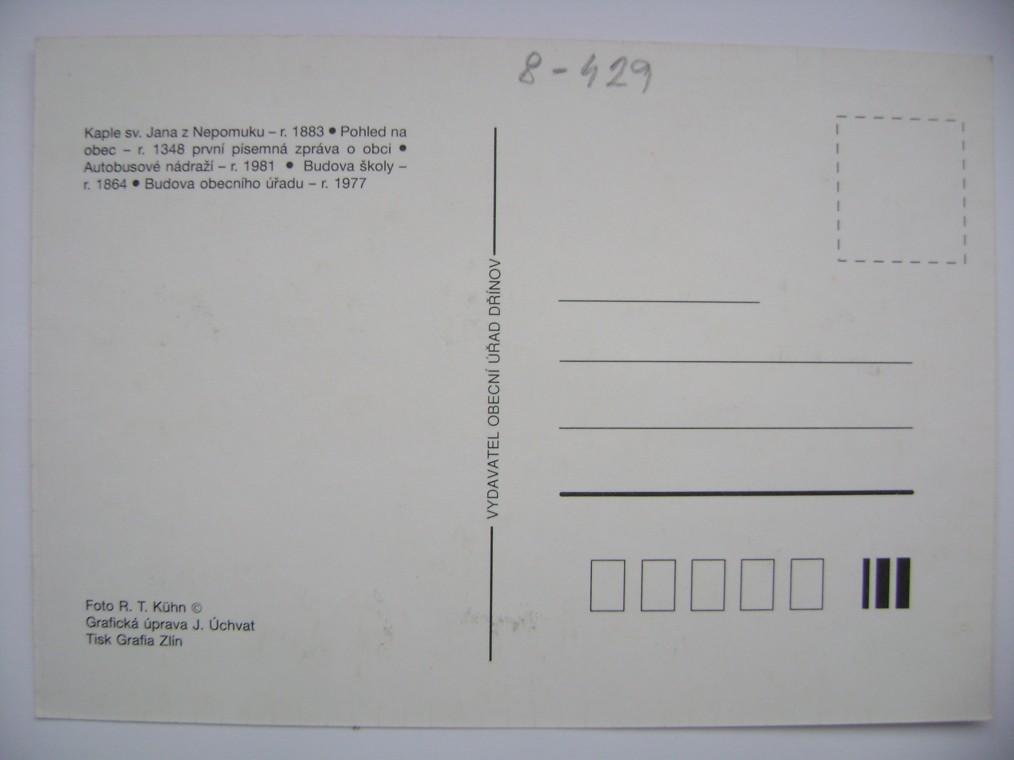 8-429
Kaple sv. Jana z Nepomuku – r. 1883 ● Pohled na
obec – r. 1348 první písemná zpráva o obci ●
Autobusové nádraží – r. 1981 ● Budova školy –
r. 1864 ● Budova obecního úřadu – r. 1977
VYDAVATEL OBECNÍ ÚŘAD DŘÍNOV
Foto R. T. Kühn ©
Grafická úprava J. Úchvat
Tisk Grafia Zlín